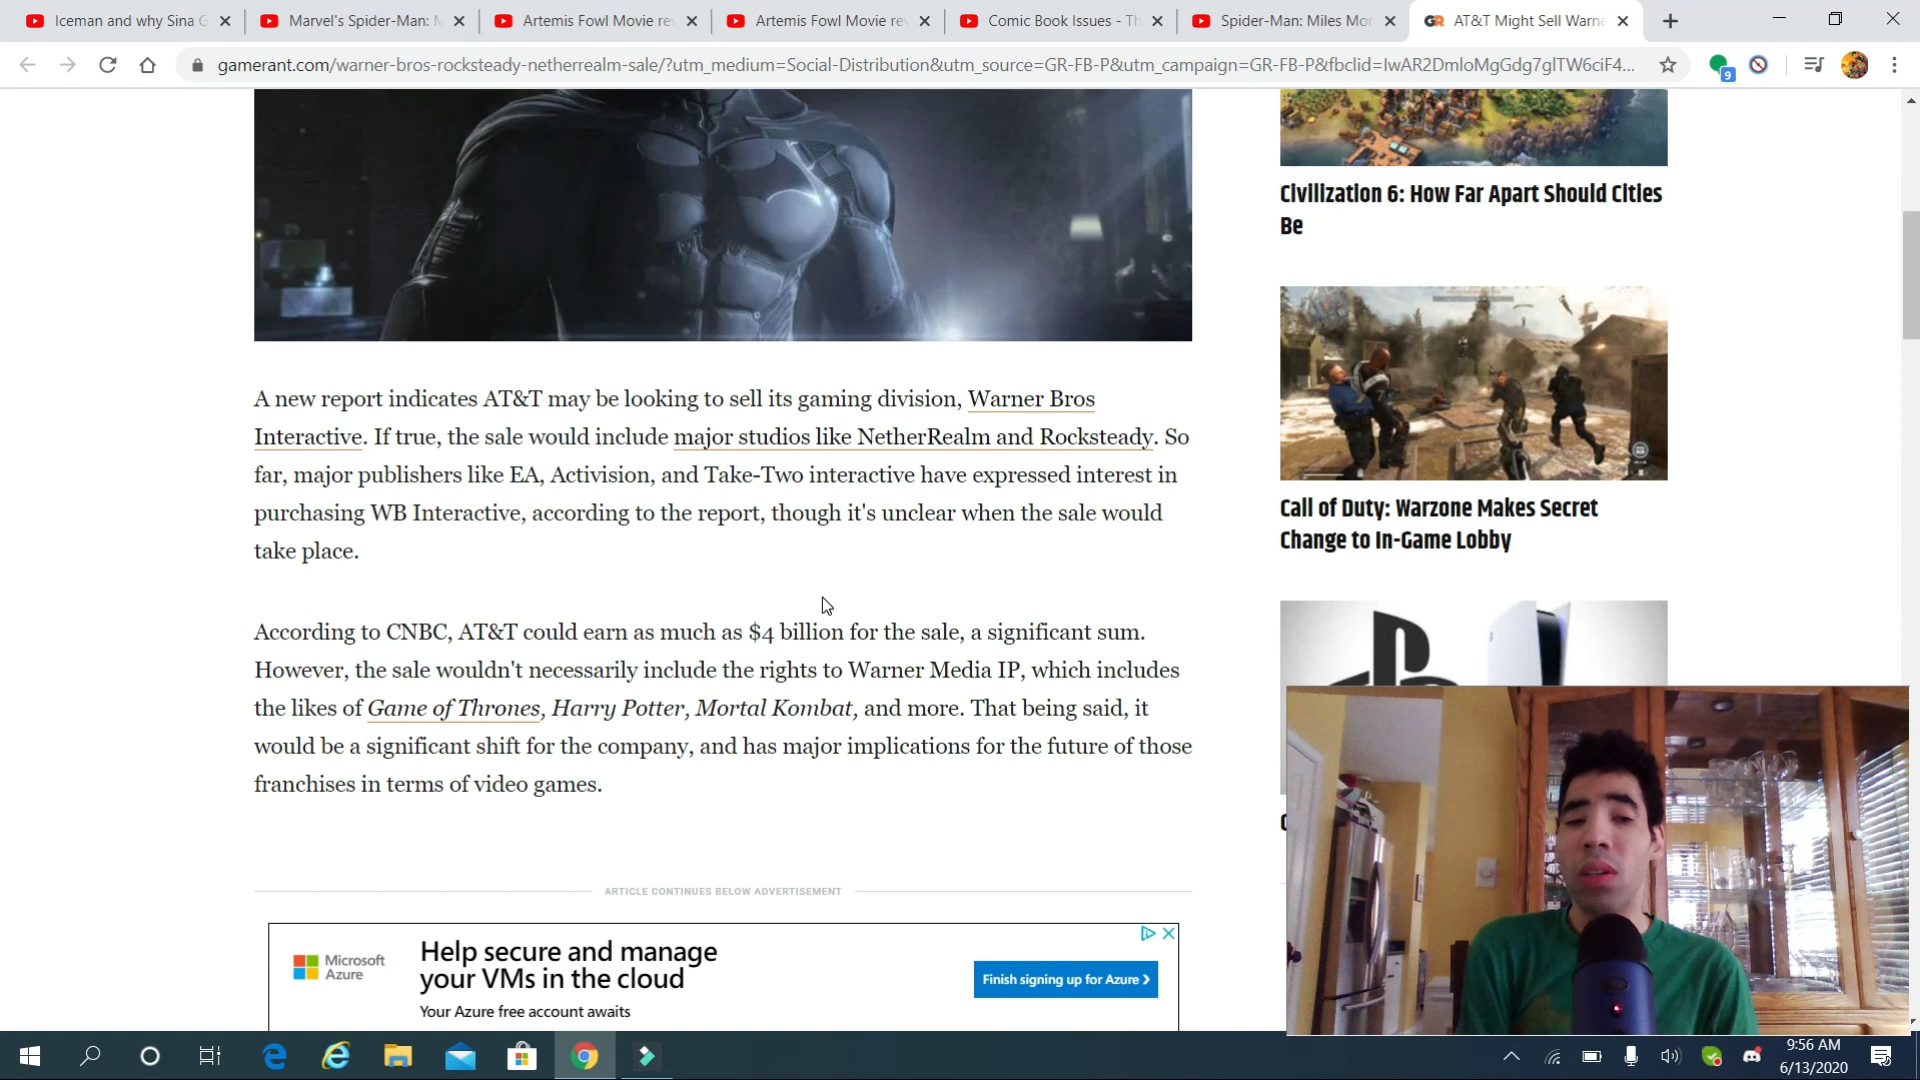 Iceman and why Sina G
Marvel's Spider-Man: M
Artemis Fowl Movie re
Artemis Fowl Movie re
Comic Book Issues - Th
Spider-Man: Miles Mor
GR AT&T Might Sell Warne
gamerant.com/warner-bros-rocksteady-netherrealm-sale/?utm_medium=Social-Distribution&utm_source=GR-FB-P&utm_campaign=GR-FB-P&fbclid=IwAR2DmloMgGdg7glTW6ciF4...
9
Civilization 6: How Far Apart Should Cities
Be
A new report indicates AT&T may be looking to sell its gaming division, Warner Bros
Interactive. If true, the sale would include major studios like NetherRealm and Rocksteady. So
far, major publishers like EA, Activision, and Take-Two interactive have expressed interest in
purchasing WB Interactive, according to the report, though it's unclear when the sale would
take place.
Call of Duty: Warzone Makes Secret
Change to In-Game Lobby
According to CNBC, AT&T could earn as much as $4 billion for the sale, a significant sum.
However, the sale wouldn't necessarily include the rights to Warner Media IP, which includes
the likes of Game of Thrones, Harry Potter, Mortal Kombat, and more. That being said, it
would be a significant shift for the company, and has major implications for the future of those
franchises in terms of video games.
ARTICLE CONTINUES BELOW ADVERTISEMENT
Microsoft
Azure
Help secure and manage
your VMs in the cloud
Your Azure free account awaits
Finish signing up for Azure ❯
9:56 AM
6/13/2020